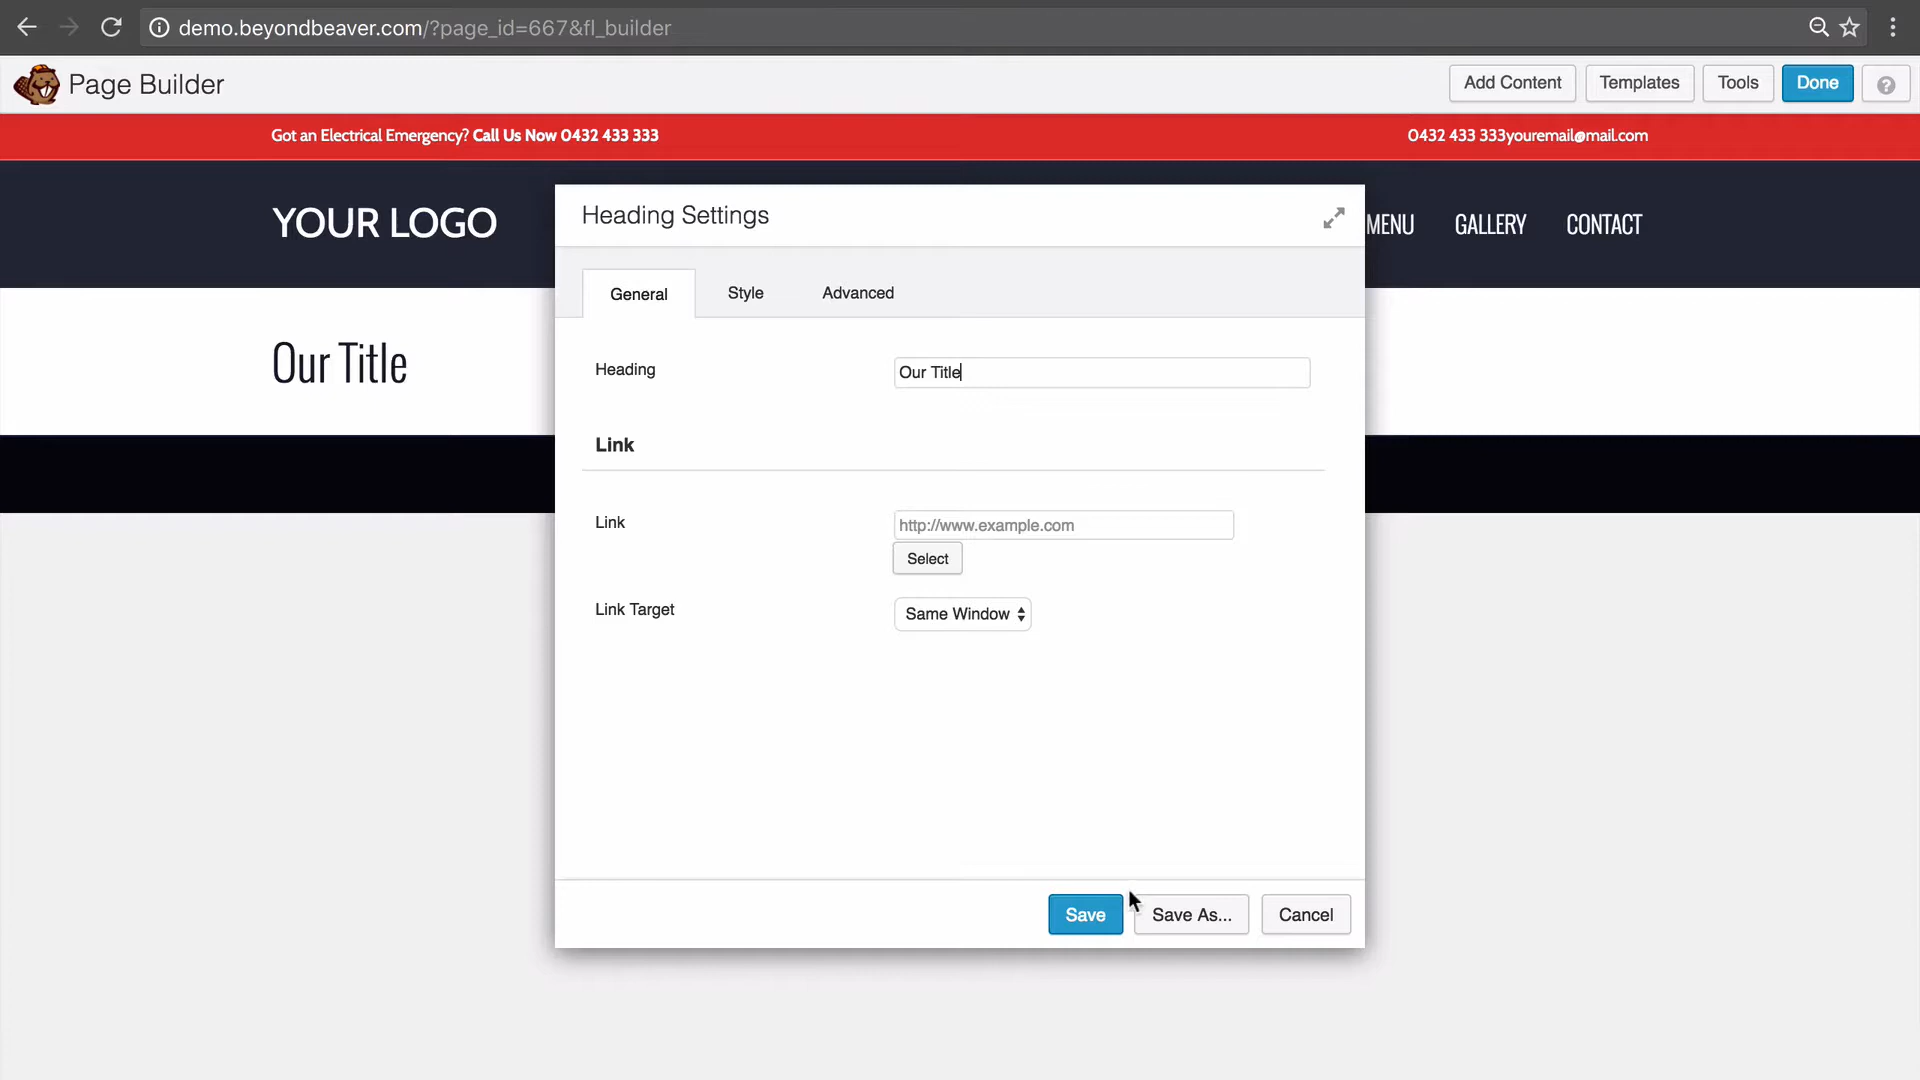 demo.beyondbeaver.com/?page_id=667&fl_builder
Page Builder
Add Content
Templates
Tools
Done
?
Got an Electrical Emergency? Call Us Now 0432 433 333
0432 433 333youremail@mail.com
YOUR LOGO
MENU
GALLERY
CONTACT
Our Title
Heading Settings
General
Style
Advanced
Heading
Our Title
Link
Link
http://www.example.com
Select
Link Target
Same Window
Save
Save As...
Cancel